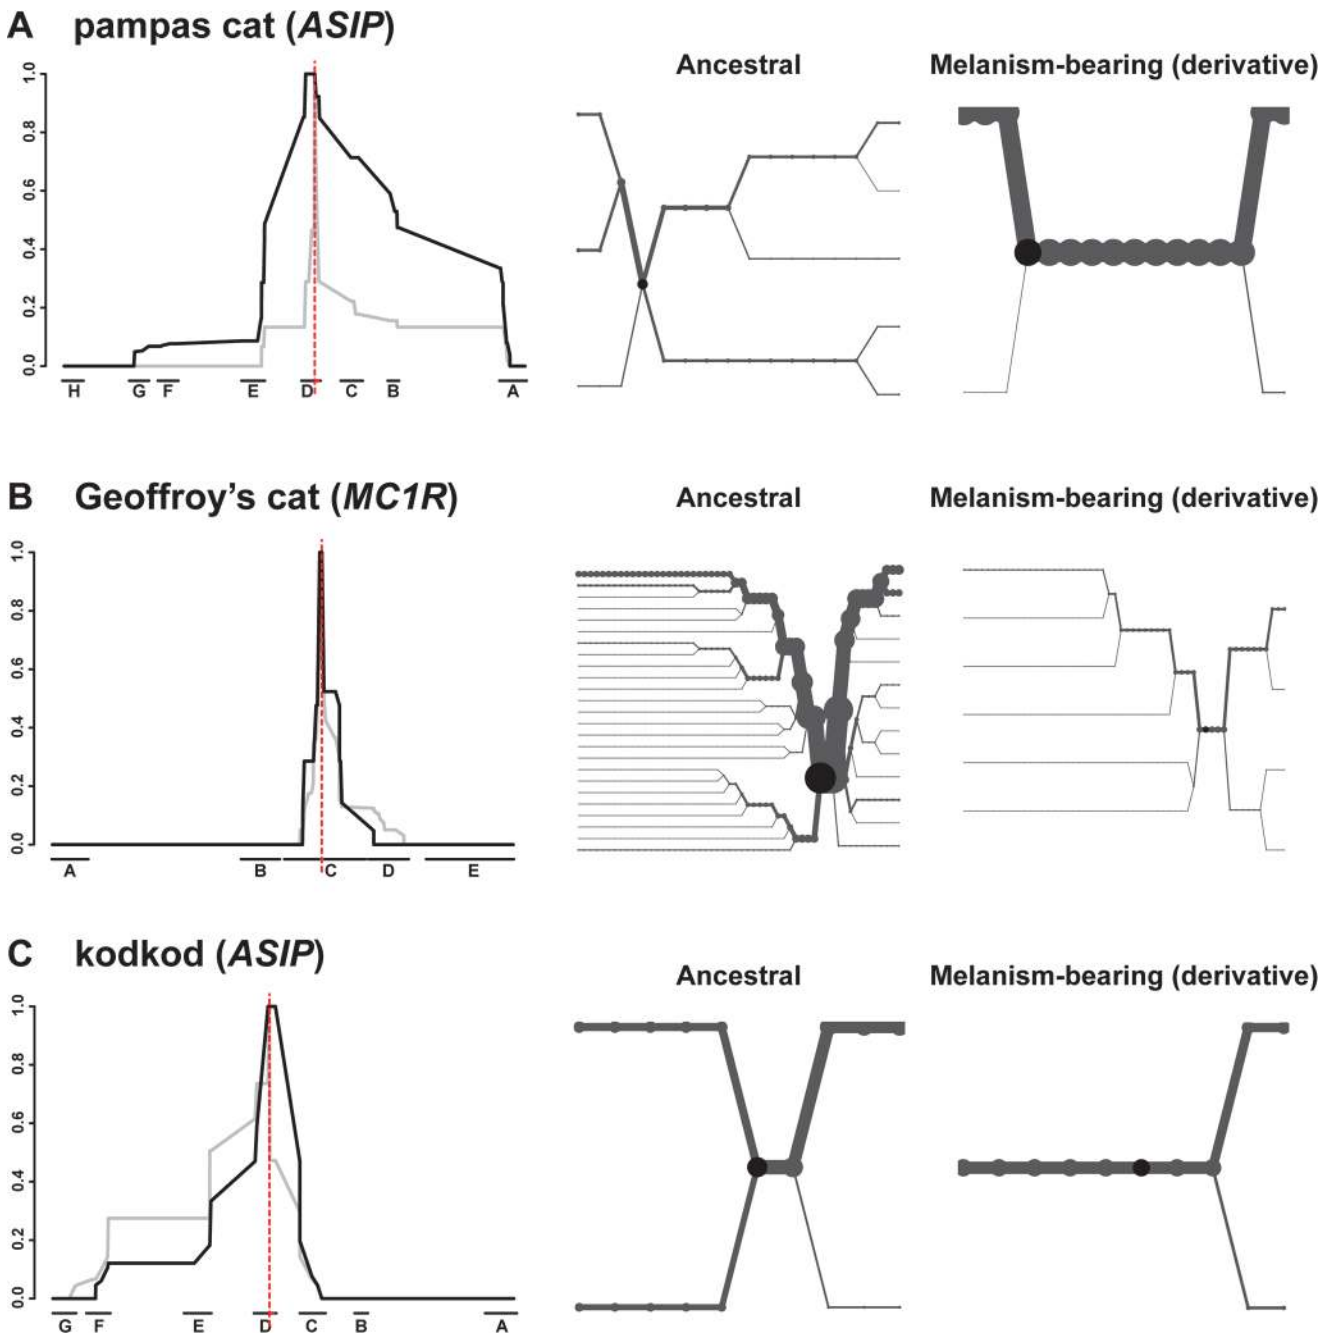 A pampas cat (ASIP)
Ancestral
Melanism-bearing (derivative)
1.0
0.8
0.6
0.4
0.2
0.0
H G F E D C B A
B Geoffroy's cat (MC1R)
Ancestral
Melanism-bearing (derivative)
1.0
0.8
0.6
0.4
0.2
0.0
A B C D E
C kodkod (ASIP)
Ancestral
Melanism-bearing (derivative)
1.0
0.8
0.6
0.4
0.2
0.0
G F E D C B A